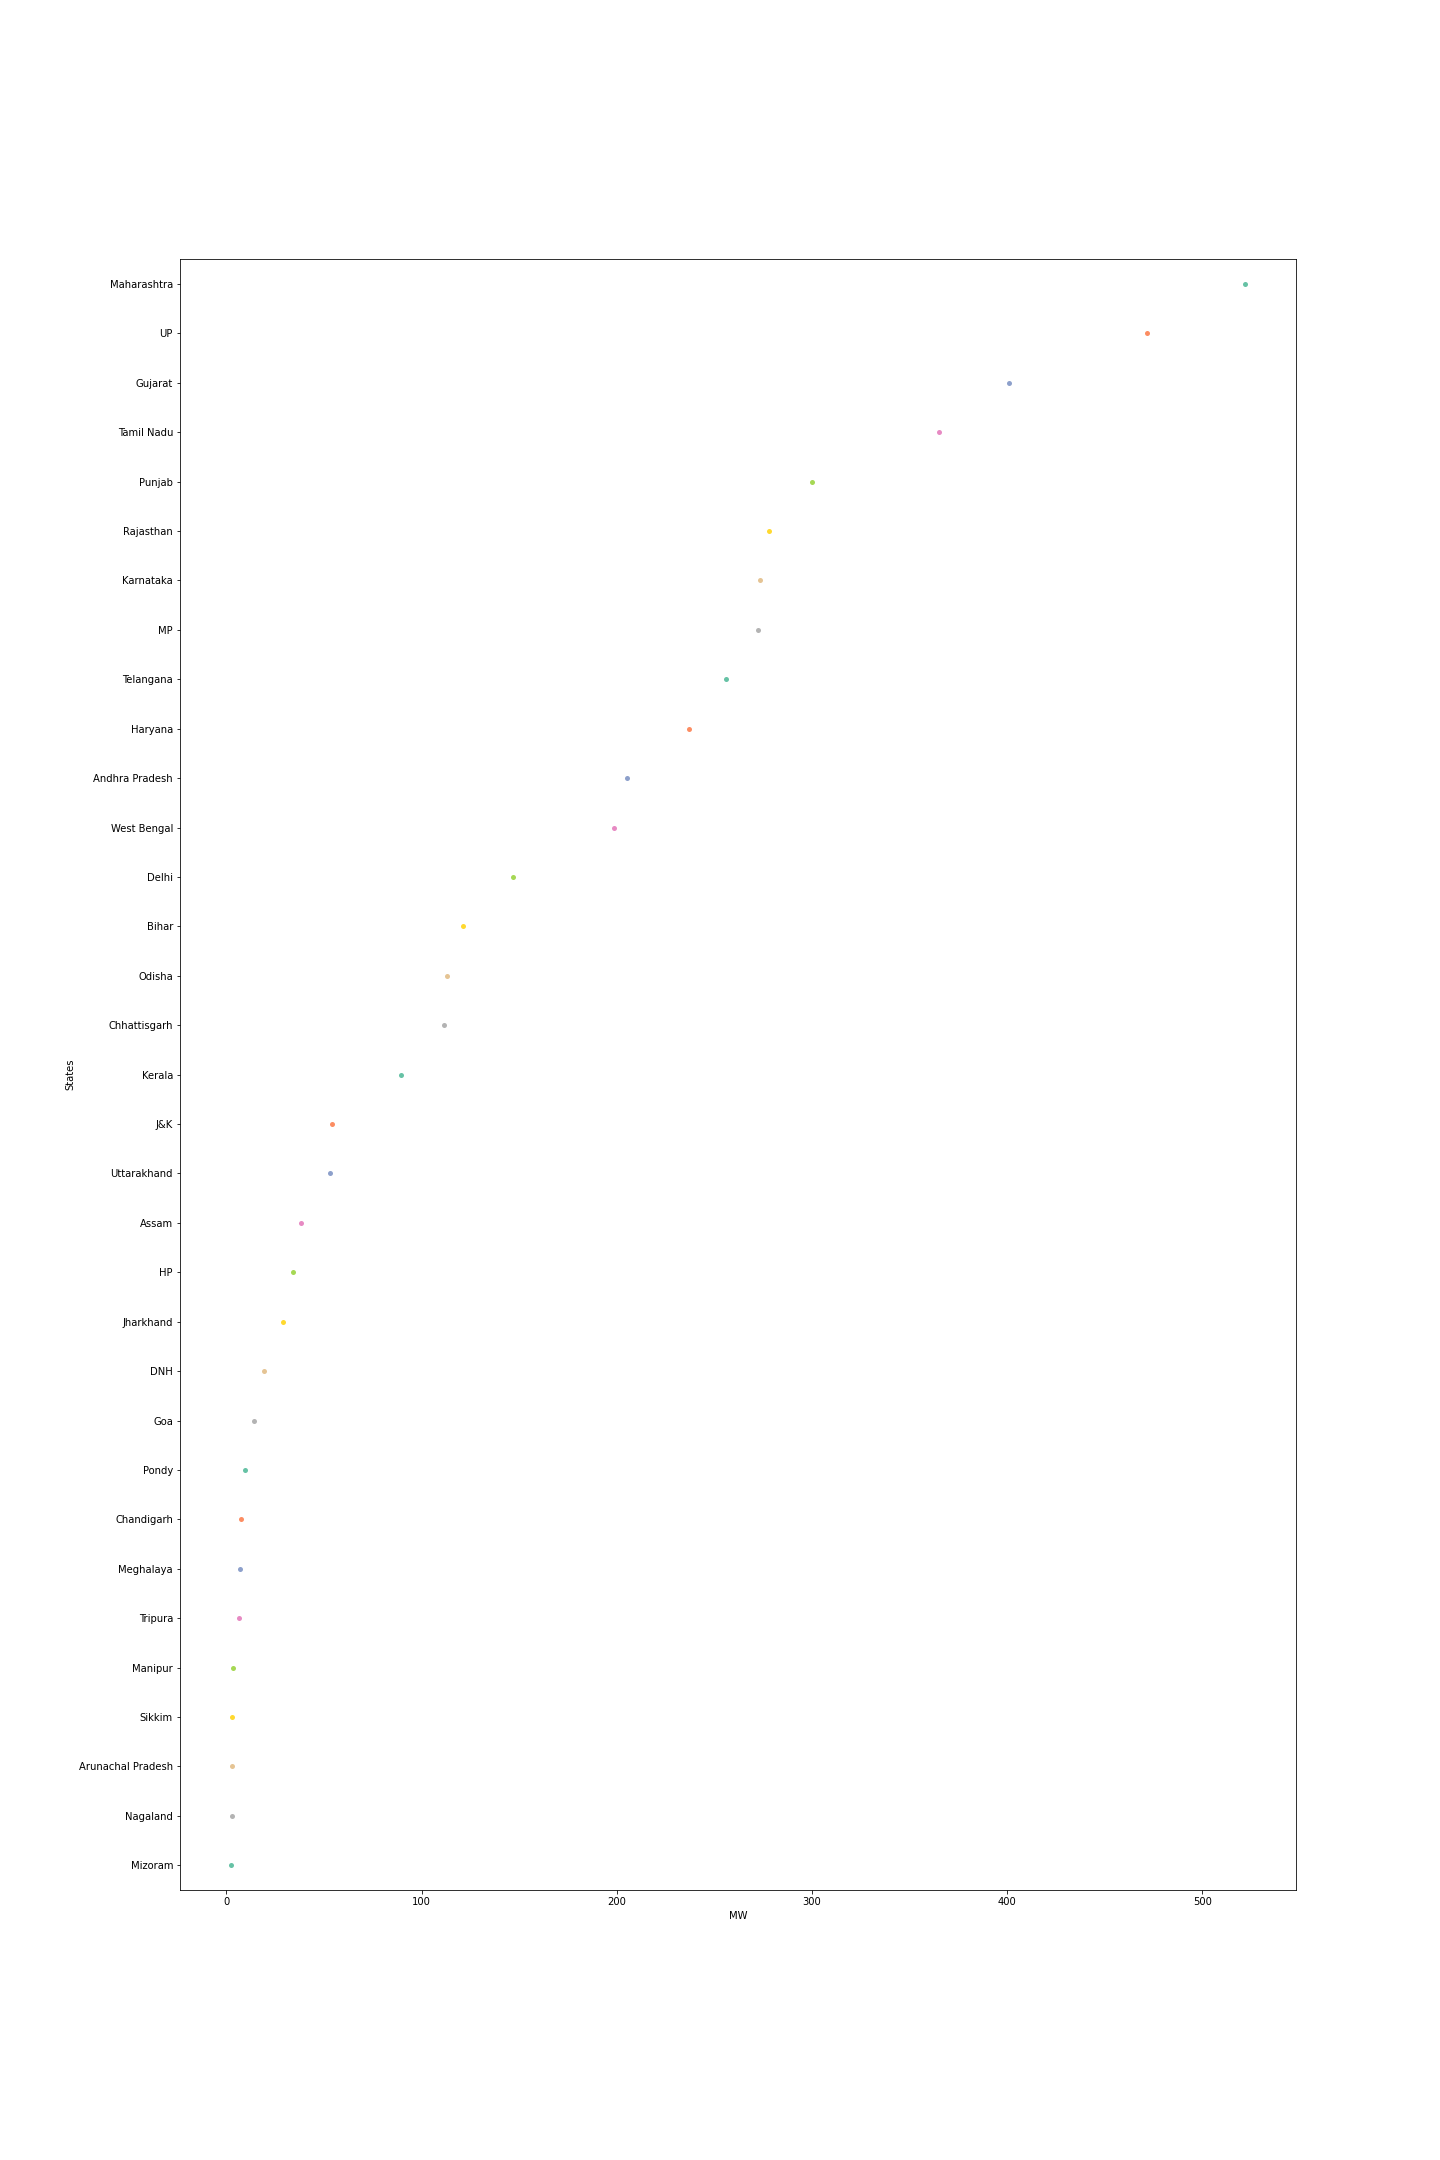 Maharashtra
UP
Gujarat
Tamil Nadu
Punjab
Rajasthan
Karnataka
MP
Telangana
Haryana
Andhra Pradesh
West Bengal
Delhi
Bihar
Odisha
Chhattisgarh
Kerala
States
J&K
Uttarakhand
Assam
HP
Jharkhand
DNH
Goa
Pondy
Chandigarh
Meghalaya
Tripura
Manipur
Sikkim
Arunachal Pradesh
Nagaland
Mizoram
0 100 200 300 400 500
MW